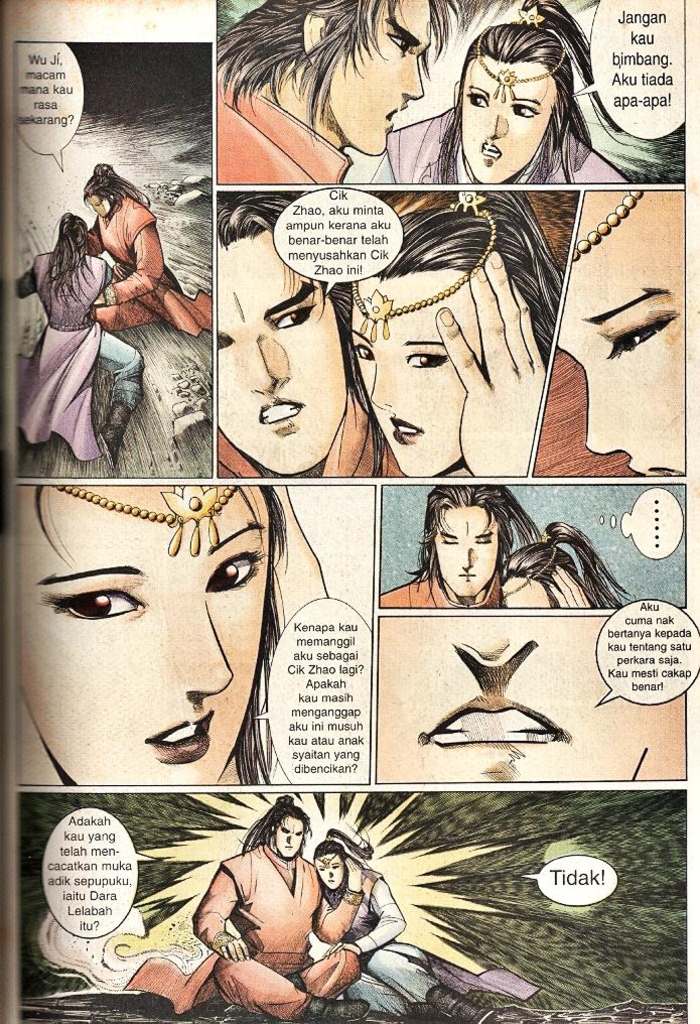 Wu Jí,
macam
mana kau
rasa
sekarang?
Jangan
kau
bimbang.
Aku tiada
apa-apa!
Cik
Zhao, aku minta
ampun kerana aku
benar-benar telah
menyusahkan Cik
Zhao ini!
Kenapa kau
memanggil
aku sebagai
Cik Zhao lagi?
Apakah
kau masih
menganggap
aku ini musuh
kau atau anak
syaitan yang
dibencikan?
Aku
cuma nak
bertanya kepada
kau tentang satu
perkara saja.
Kau mesti cakap
benar!
Adakah
kau yang
telah men-
cacatkan muka
adik sepupuku,
iaitu Dara
Lelabah
itu?
Tidak!